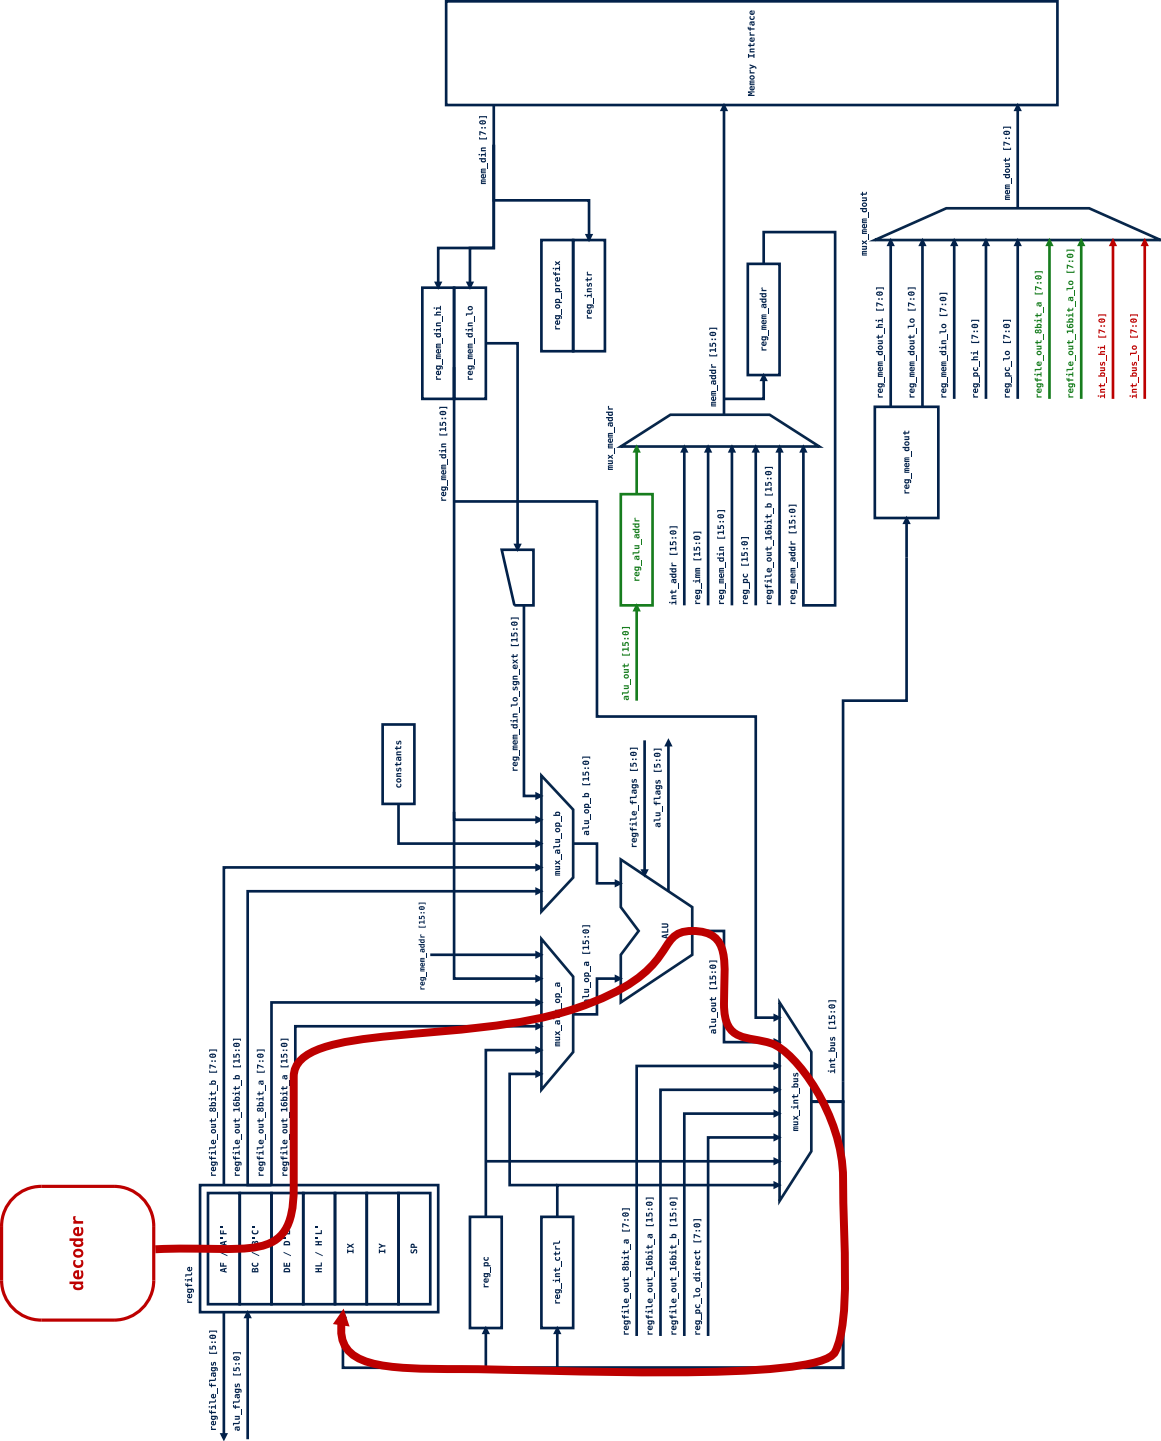 Memory Interface
mem_din [7:0]
mem_dout [7:0]
mux_mem_dout
reg_op_prefix
reg_instr
reg_mem_din_hi
reg_mem_din_lo
reg_mem_addr
reg_mem_dout_hi [7:0]
reg_mem_dout_lo [7:0]
reg_mem_din_lo [7:0]
reg_pc_hi [7:0]
reg_pc_lo [7:0]
regfile_out_8bit_a [7:0]
regfile_out_16bit_a_lo [7:0]
int_bus_hi [7:0]
int_bus_lo [7:0]
mem_addr [15:0]
reg_mem_din [15:0]
mux_mem_addr
reg_mem_dout
reg_alu_addr
int_addr [15:0]
reg_imm [15:0]
reg_mem_din [15:0]
reg_pc [15:0]
regfile_out_16bit_b [15:0]
reg_mem_addr [15:0]
alu_out [15:0]
reg_mem_din_lo_sgn_ext [15:0]
constants
mux_alu_op_b
alu_op_b [15:0]
regfile_flags [5:0]
alu_flags [5:0]
reg_mem_addr [15:0]
ALU
alu_op_a [15:0]
mux_alu_op_a
alu_out [15:0]
int_bus [15:0]
mux_int_bus
regfile_out_8bit_b [7:0]
regfile_out_16bit_b [15:0]
regfile_out_8bit_a [7:0]
regfile_out_16bit_a [15:0]
decoder
regfile
AF / A'F'
BC / B'C'
DE / D'E'
HL / H'L'
IX
IY
SP
reg_pc
reg_int_ctrl
regfile_out_8bit_a [7:0]
regfile_out_16bit_a [15:0]
regfile_out_16bit_b [15:0]
reg_pc_lo_direct [7:0]
regfile_flags [5:0]
alu_flags [5:0]